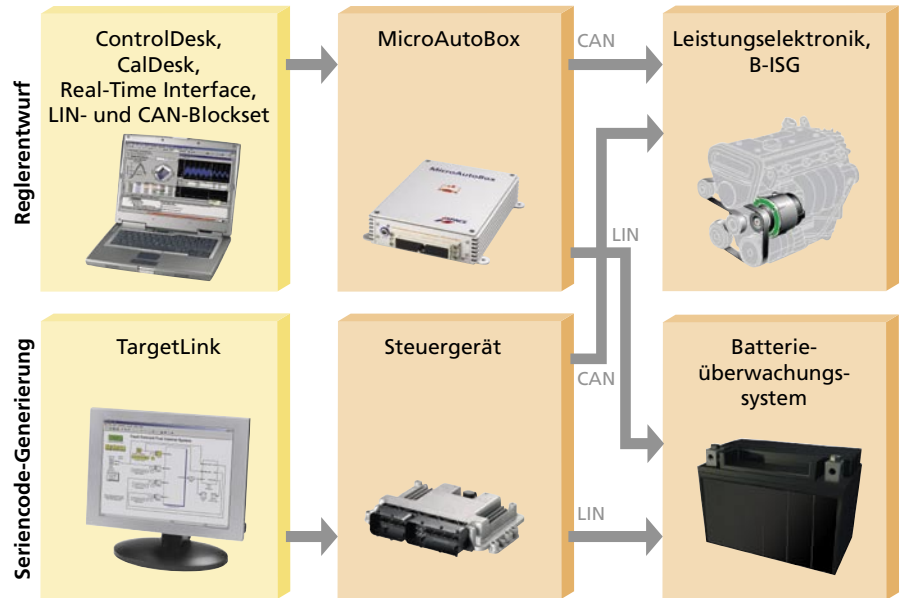 Reglerentwurf
ControlDesk,
CalDesk,
Real-Time Interface,
LIN- und CAN-Blockset
MicroAutoBox
MicroAutoBox
CAN
Leistungselektronik,
B-ISG
LIN
Seriencode-Generierung
TargetLink
Steuergerät
CAN
LIN
Batterie-
überwachungs-
system